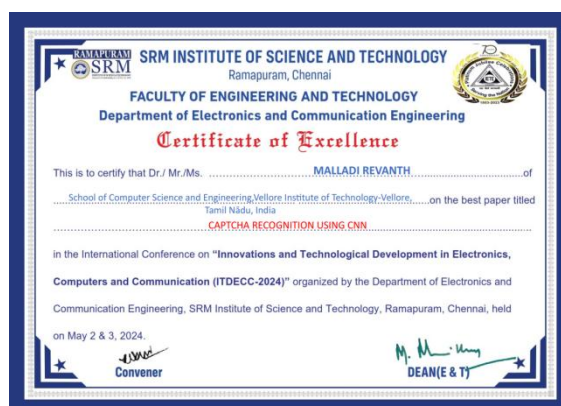 RAMAPURAM
SRM
SRM INSTITUTE OF SCIENCE AND TECHNOLOGY
Ramapuram, Chennai
FACULTY OF ENGINEERING AND TECHNOLOGY
Department of Electronics and Communication Engineering
Certificate of Excellence
This is to certify that Dr./ Mr./Ms. MALLADI REVANTH of
School of Computer Science and Engineering,Vellore Institute of Technology-Vellore, on the best paper titled
Tamil Nādu, India
CAPTCHA RECOGNITION USING CNN
in the International Conference on "Innovations and Technological Development in Electronics,
Computers and Communication (ITDECC-2024)" organized by the Department of Electronics and
Communication Engineering, SRM Institute of Science and Technology, Ramapuram, Chennai, held
on May 2 & 3, 2024.
Convener
DEAN(E & T)